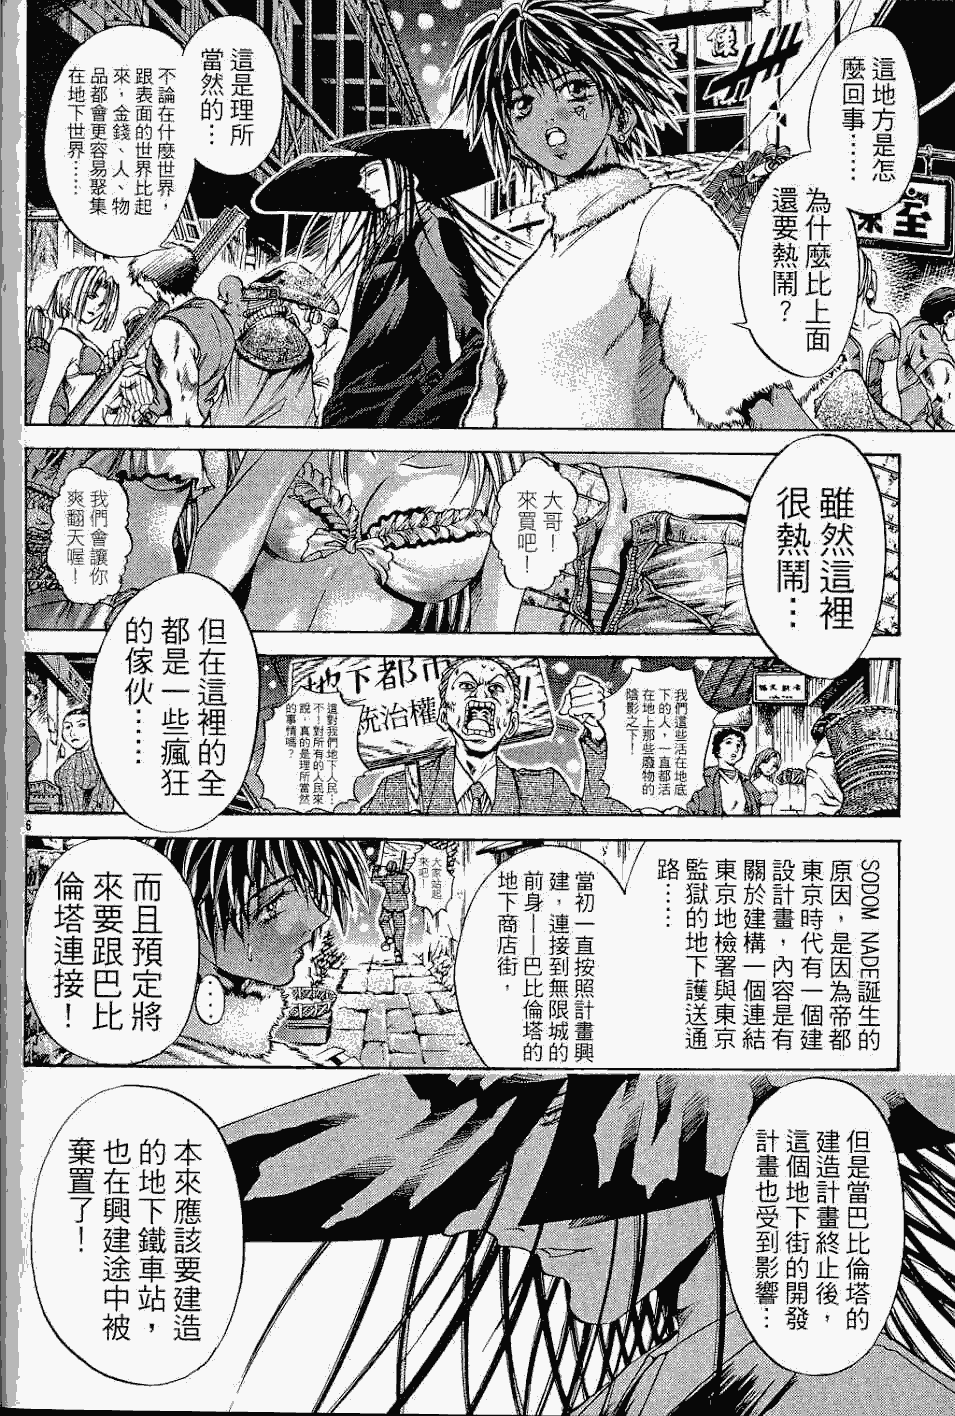 這地方是怎
麼回事……
為什麼比上面
還要熱鬧？
這是理所
當然的…
不論在什麼世界，
跟表面的世界比起
來，金錢、人、物
品都會更容易聚集
在地下世界……
室
雖然這裡
很熱鬧…
大哥！
來買吧！
我們會讓你
爽翻天喔！
但在這裡的全
都是一些瘋狂
的傢伙……
我們這些活在地底
下的人，一直都活
在地上那些廢物的
陰影之下！
地下都市
統治權
這對我們地下人民…
不！對所有的人民來
說，真的是理所當然
的事情嗎？
SODOM NADE誕生的
原因，是因為帝都
東京時代有一個建
設計畫，內容是有
關於建構一個連結
東京地檢署與東京
監獄的地下護送通
路……
當初一直按照計畫興
建，連接到無限城的
前身——巴比倫塔的
地下商店街，
大家站起
來吧！
…
而且預定將
來要跟巴比
倫塔連接！
但是當巴比倫塔的
建造計畫終止後，
這個地下街的開發
計畫也受到影響…
本來應該要建造
的地下鐵車站，
也在興建途中被
棄置了！
6